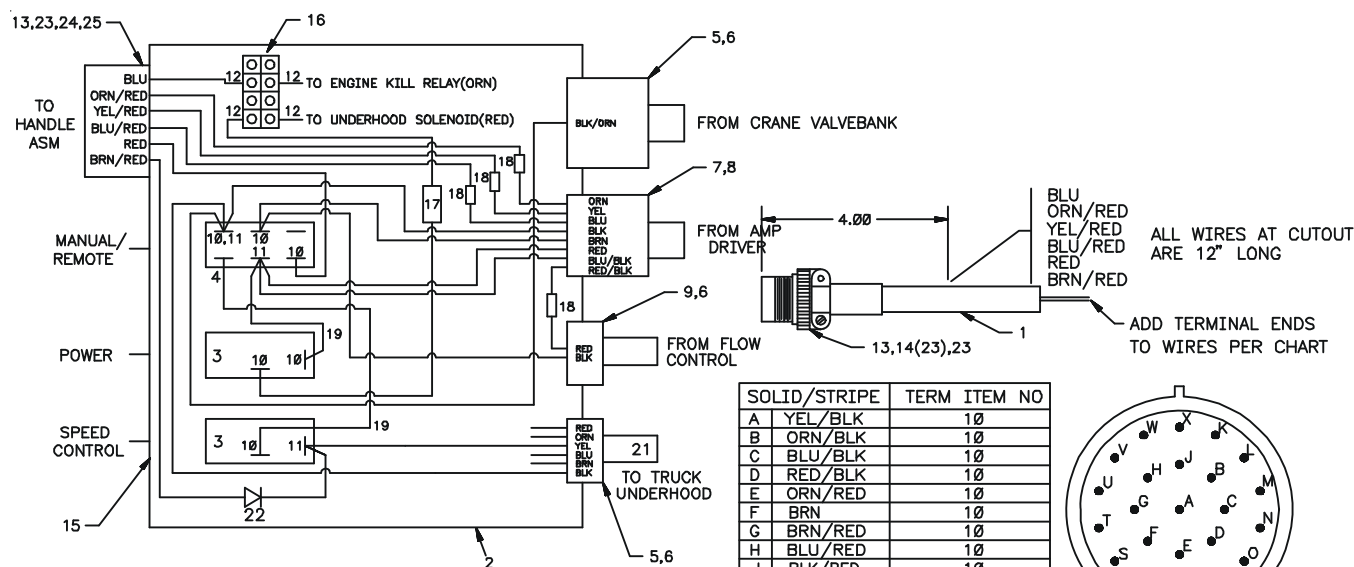 13,23,24,25
16
5,6
BLU
ORN/RED
YEL/RED
BLU/RED
RED
BRN/RED
TO
HANDLE
ASM
12
12
TO ENGINE KILL RELAY(ORN)
12
12
TO UNDERHOOD SOLENOID(RED)
BLK/ORN
FROM CRANE VALVEBANK
18
18
18
17
7,8
ORN
YEL
BLU
BLK
BRN
RED
BLU/BLK
RED/BLK
FROM AMP
DRIVER
MANUAL/
REMOTE
10,11
10
11
10
4
18
9,6
19
POWER
3
10
10
RED
BLK
FROM FLOW
CONTROL
SPEED
CONTROL
3
10
11
19
RED
ORN
YEL
BLU
BRN
BLK
21
TO TRUCK
UNDERHOOD
22
15
2
5,6
4.00
BLU
ORN/RED
YEL/RED
BLU/RED
RED
BRN/RED
ALL WIRES AT CUTOUT
ARE 12" LONG
1
13,14(23),23
ADD TERMINAL ENDS
TO WIRES PER CHART
SOLID/STRIPE TERM ITEM NO
A YEL/BLK 10
B ORN/BLK 10
C BLU/BLK 10
D RED/BLK 10
E ORN/RED 10
F BRN 10
G BRN/RED 10
H BLU/RED 10
J BLK/RED 10
X
W K
V L
J
H B
U M
G A C
T N
F D
E
S O